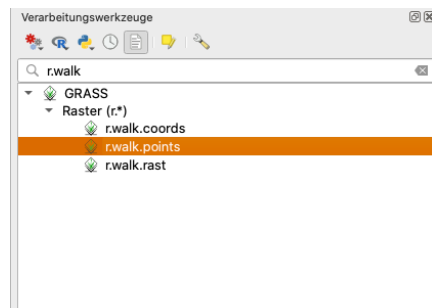 Verarbeitungswerkzeuge
r.walk
GRASS
Raster (r.*)
r.walk.coords
r.walk.points
r.walk.rast